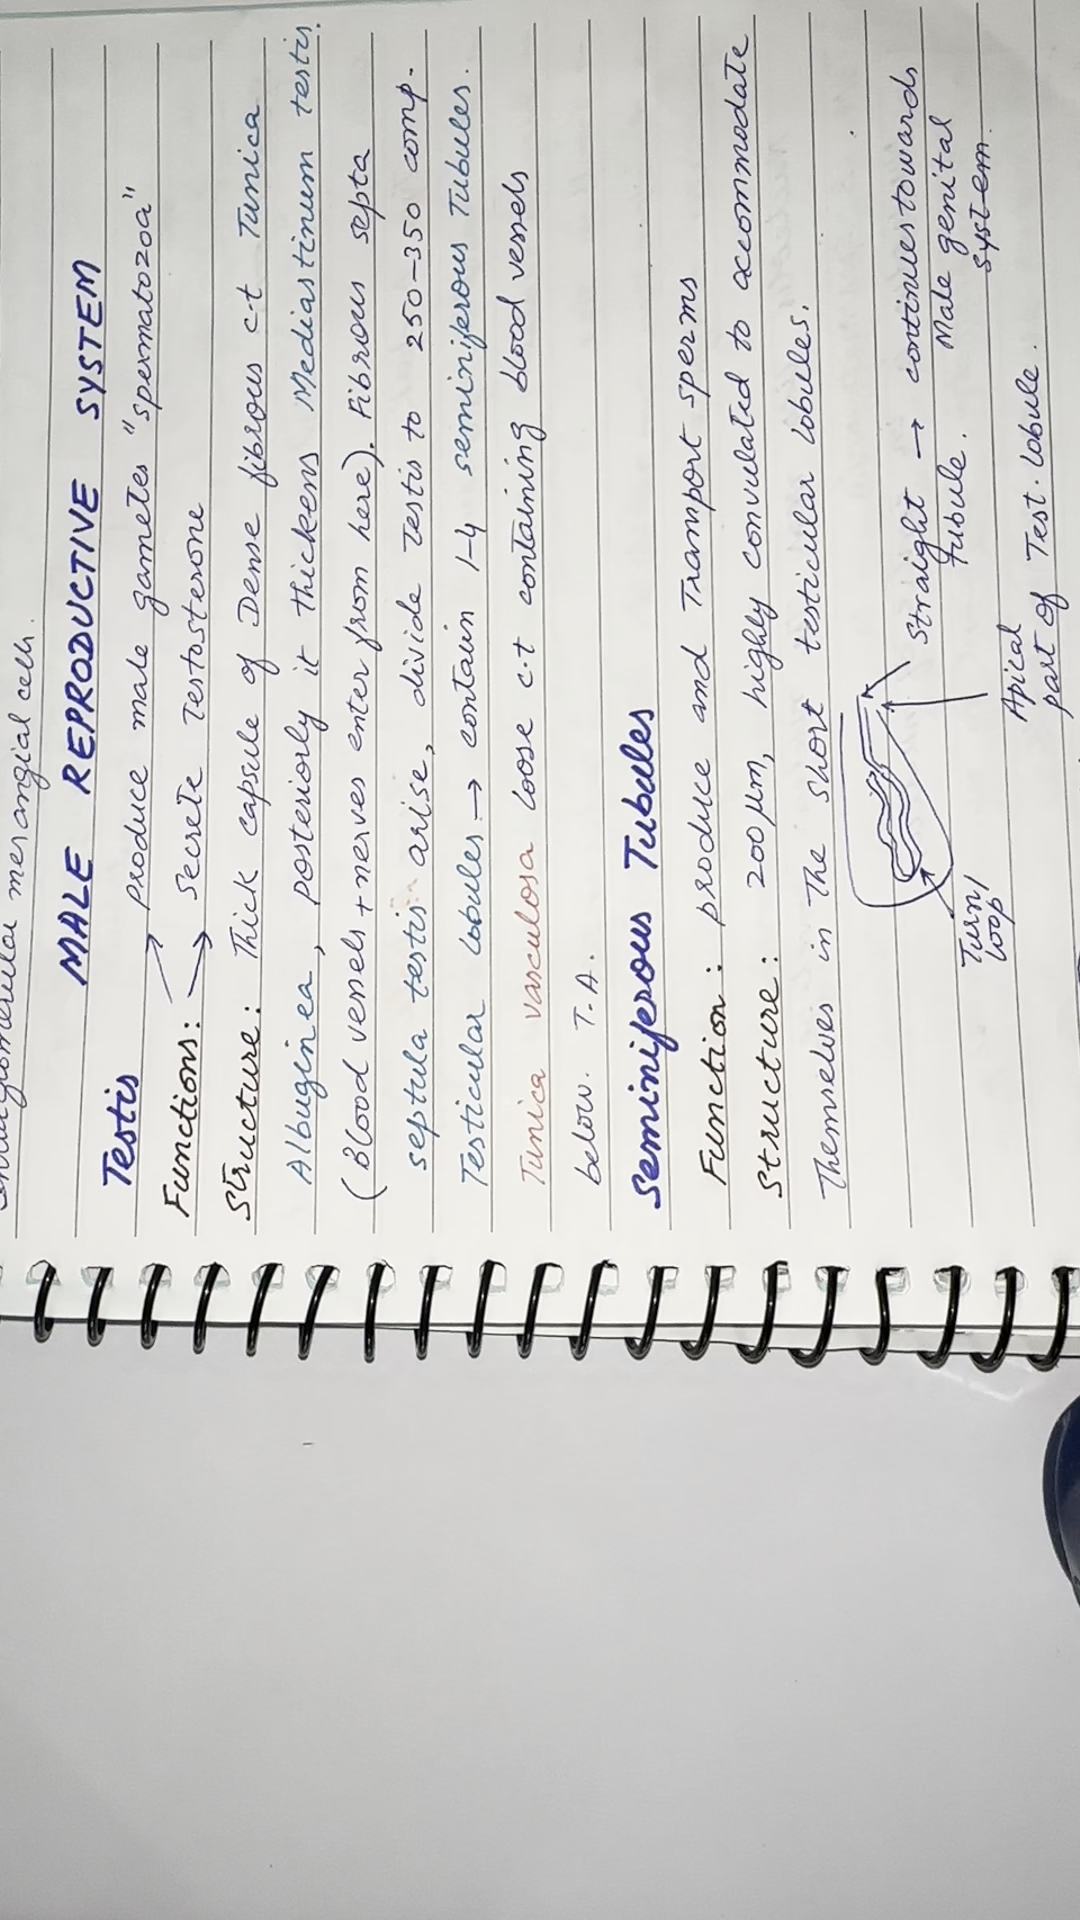 mesangial cells.
MALE REPRODUCTIVE SYSTEM
Testis
Functions: → produce male gametes "spermatozoa"
→ secrete testosterone
Structure: Thick capsule of Dense fibrous c.t Tunica
Albuginea, posteriorly it thickens Mediastinum testis.
(Blood vessels + nerves enter from here). Fibrous septa
septula testis arise, divide testis to 250-350 comp.
Testicular lobules → contain 1-4 seminiferous Tubules.
Tunica vasculosa loose c.t containing blood vessels
below T.A.
Seminiferous Tubules
Function: produce and Transport sperms
Structure: 200 μm, highly convulated to accommodate
Themselves in The short testicular lobules.
Straight → continues towards
tubule. Male genital
system.
Turn/
loop
Apical
part of Test. lobule.